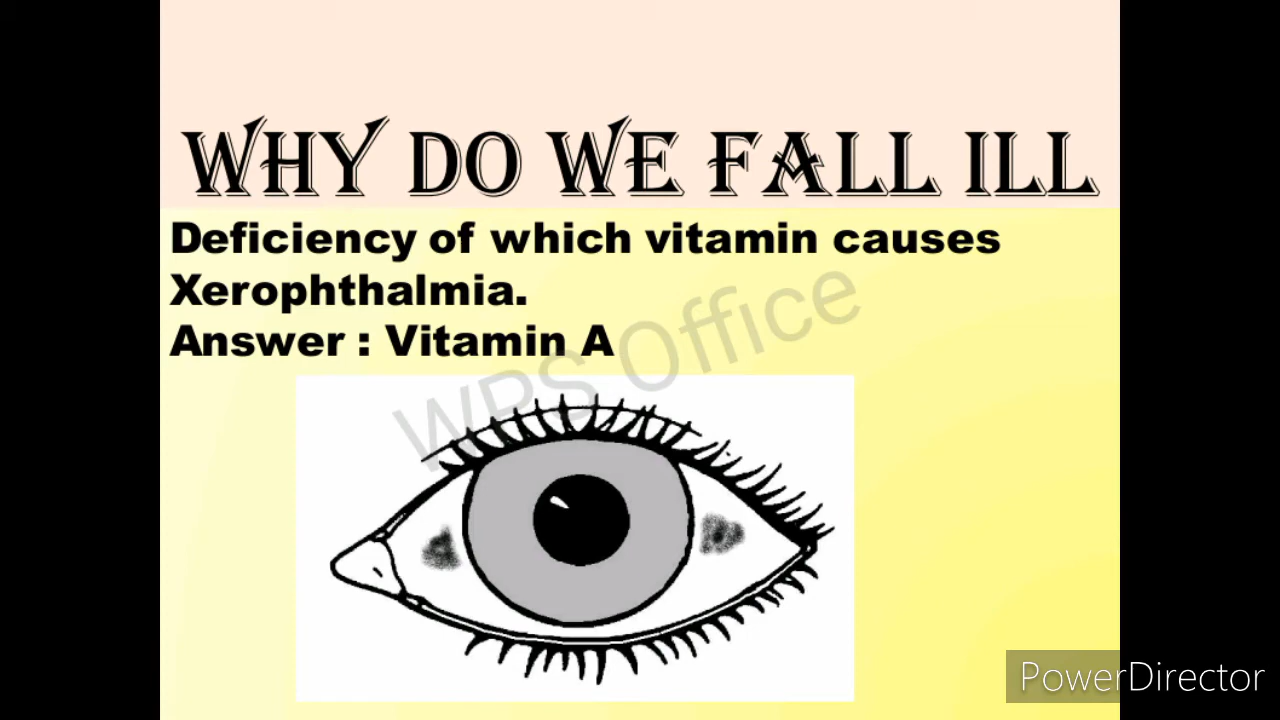 WHY DO WE FALL ILL
Deficiency of which vitamin causes
Xerophthalmia.
Answer : Vitamin A
WPS Office
PowerDirector